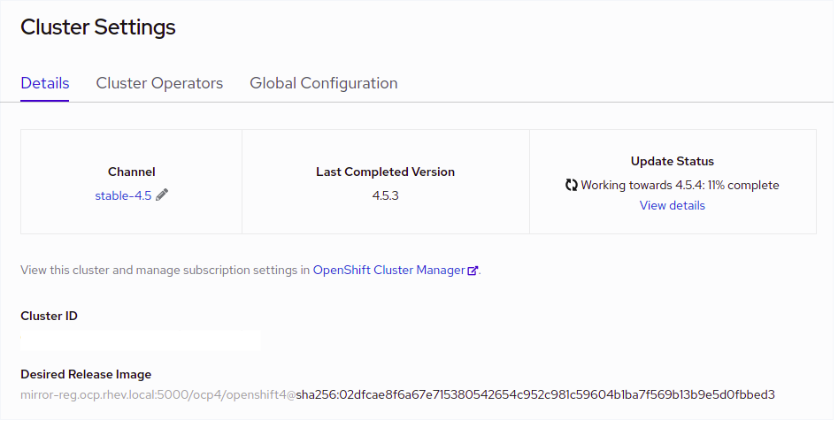 Cluster Settings
Details Cluster Operators Global Configuration
Channel
stable-4.5
Last Completed Version
4.5.3
Update Status
Working towards 4.5.4: 11% complete
View details
View this cluster and manage subscription settings in OpenShift Cluster Manager.
Cluster ID
Desired Release Image
mirror-reg.ocp.rhev.local:5000/ocp4/openshift4@sha256:02dfcae8f6a67e715380542654c952c981c59604b1ba7f569b13b9e5d0fbbed3